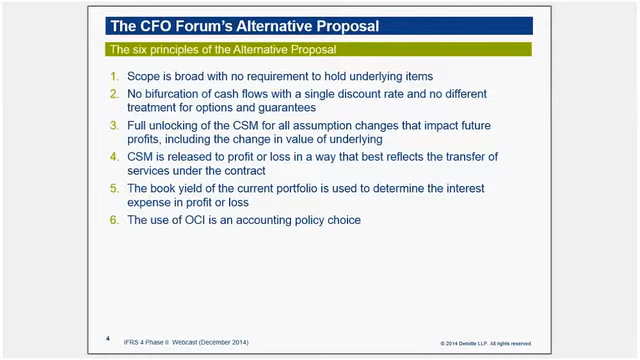 The CFO Forum's Alternative Proposal
The six principles of the Alternative Proposal
1. Scope is broad with no requirement to hold underlying items
2. No bifurcation of cash flows with a single discount rate and no different
treatment for options and guarantees
3. Full unlocking of the CSM for all assumption changes that impact future
profits, including the change in value of underlying
4. CSM is released to profit or loss in a way that best reflects the transfer of
services under the contract
5. The book yield of the current portfolio is used to determine the interest
expense in profit or loss
6. The use of OCI is an accounting policy choice
4 IFRS 4 Phase II Webcast (December 2014) © 2014 Deloitte LLP. All rights reserved.